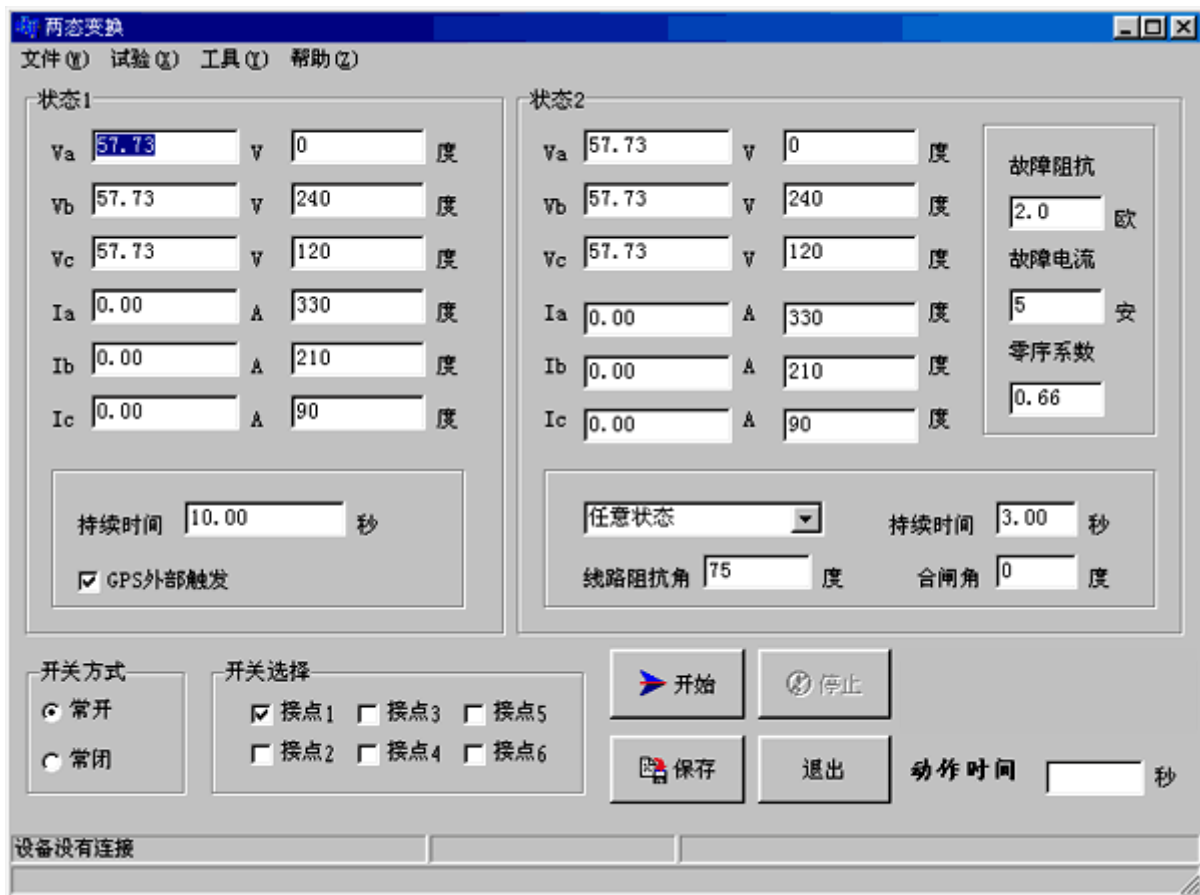 两态变换
文件(W) 试验(X) 工具(Y) 帮助(Z)
状态1
Va 57.73 V 0 度
Vb 57.73 V 240 度
Vc 57.73 V 120 度
Ia 0.00 A 330 度
Ib 0.00 A 210 度
Ic 0.00 A 90 度
持续时间 10.00 秒
GPS外部触发
状态2
Va 57.73 V 0 度
Vb 57.73 V 240 度
Vc 57.73 V 120 度
Ia 0.00 A 330 度
Ib 0.00 A 210 度
Ic 0.00 A 90 度
故障阻抗
2.0 欧
故障电流
5 安
零序系数
0.66
任意状态 持续时间 3.00 秒
线路阻抗角 75 度 合闸角 0 度
开关方式
常开
常闭
开关选择
接点1 接点3 接点5
接点2 接点4 接点6
开始 停止
保存 退出 动作时间 秒
设备没有连接